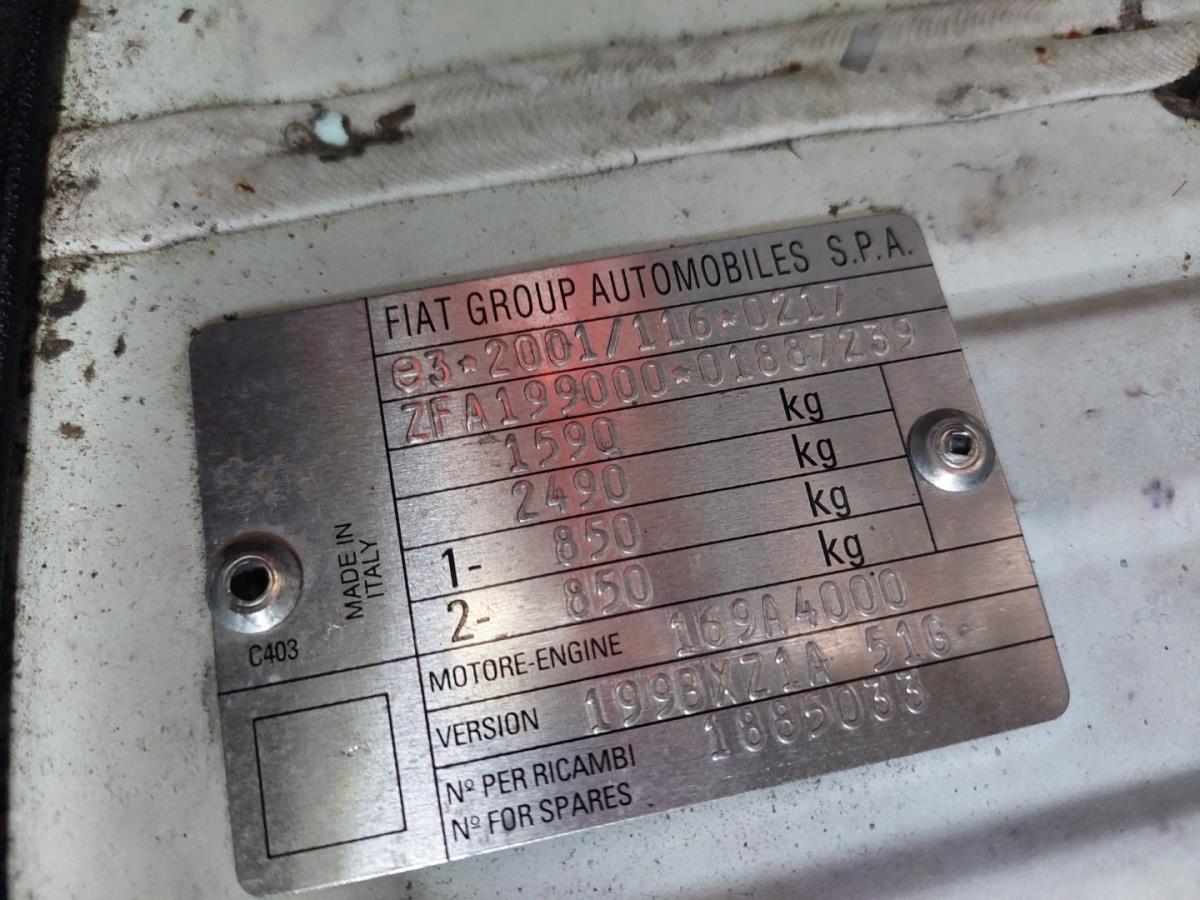 FIAT GROUP AUTOMOBILES S.P.A.
e3*2001/116*0217
ZFA199000*01887239
1590 kg
2490 kg
1- 850 kg
2- 850 kg
MOTORE-ENGINE 169A4000
VERSION 199BXZ1A 51G-
Nº PER RICAMBI
Nº FOR SPARES 1885033
MADE IN
ITALY
C403